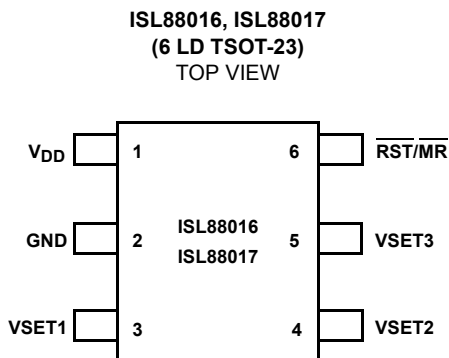 ISL88016, ISL88017
(6 LD TSOT-23)
TOP VIEW
VDD 1 6 RST/MR
GND 2 ISL88016 5 VSET3
ISL88017
VSET1 3 4 VSET2